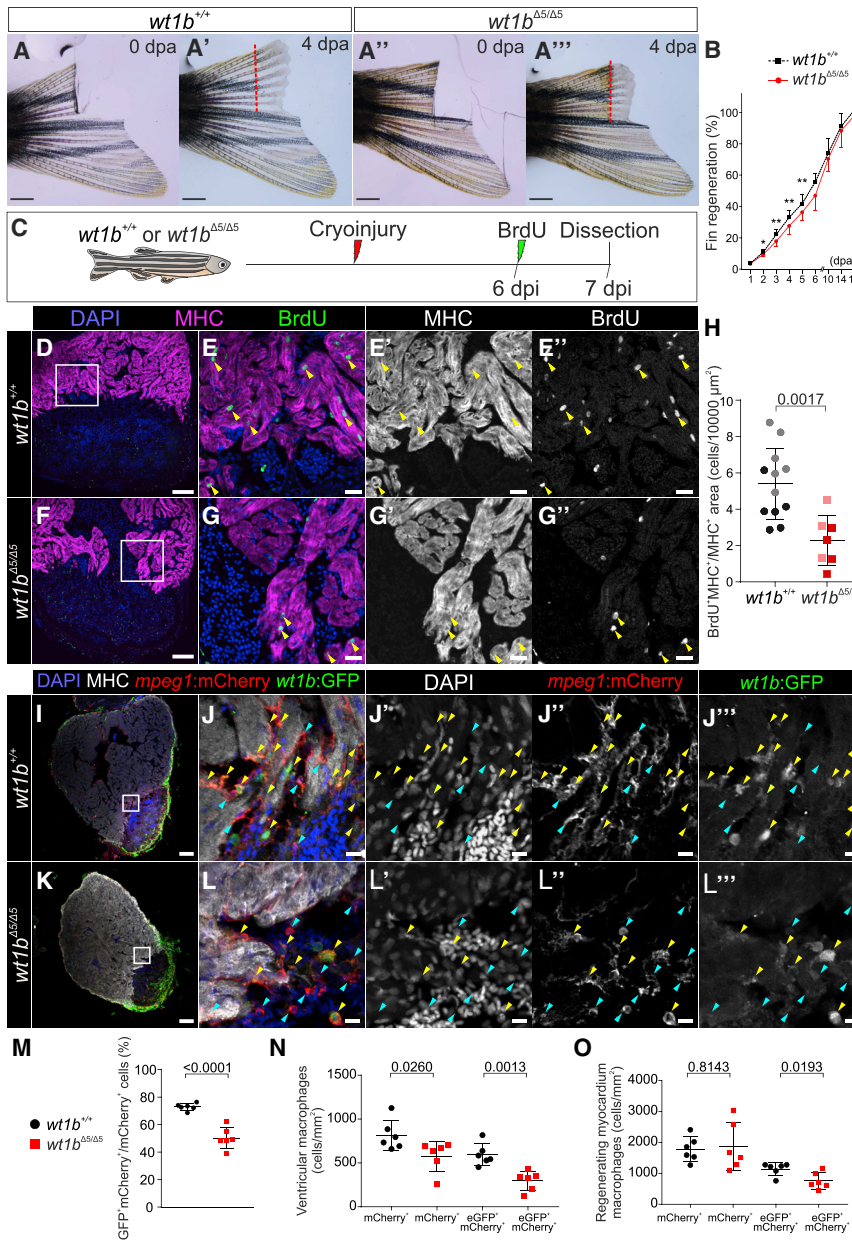 wt1b+/+
wt1bΔ5/Δ5
A 0 dpa
A' 4 dpa
A'' 0 dpa
A''' 4 dpa
B
wt1b+/+
wt1bΔ5/Δ5
Fin regeneration (%)
100
80
60
40
20
0
* ** ** **
1 2 3 4 5 6 10 14
(dpa
C
wt1b+/+ or wt1bΔ5/Δ5
Cryoinjury
BrdU
Dissection
6 dpi
7 dpi
DAPI MHC BrdU
MHC
BrdU
wt1b+/+
D
E
E'
E''
wt1bΔ5/Δ5
F
G
G'
G''
H
BrdU+MHC+/MHC+ area (cells/10000 µm²)
0.0017
10
8
6
4
2
0
wt1b+/+
wt1bΔ5/
DAPI MHC mpeg1:mCherry wt1b:GFP
DAPI
mpeg1:mCherry
wt1b:GFP
wt1b+/+
I
J
J'
J''
J'''
wt1bΔ5/Δ5
K
L
L'
L''
L'''
M
wt1b+/+
wt1bΔ5/Δ5
GFP+mCherry+/mCherry+ cells (%)
<0.0001
100
80
60
40
20
0
N
Ventricular macrophages
(cells/mm²)
0.0260
0.0013
1500
1000
500
0
mCherry+
mCherry+
eGFP+
mCherry+
eGFP+
mCherry+
O
Regenerating myocardium
macrophages (cells/mm²)
0.8143
0.0193
4000
3000
2000
1000
0
mCherry+
mCherry+
eGFP+
mCherry+
eGFP+
mCherry+